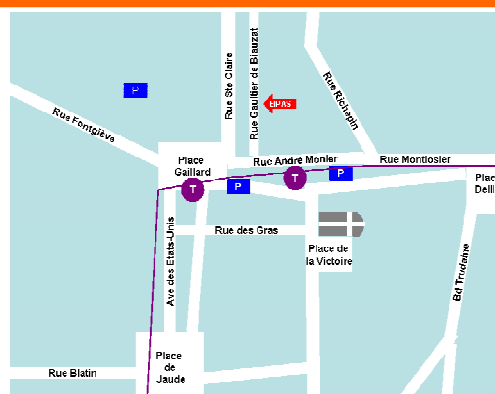 Rue Ste Claire
Rue Gaultier de Biauzat
P
EIPAS
Rue Richepin
Rue Fontgiève
Place
Gaillard
Rue André Monier
Rue Montlosier
T
P
T
P
Place
Delil
Rue des Gras
Ave des Etats-Unis
Place de
la Victoire
Bd Trudaine
Place
de
Jaude
Rue Blatin